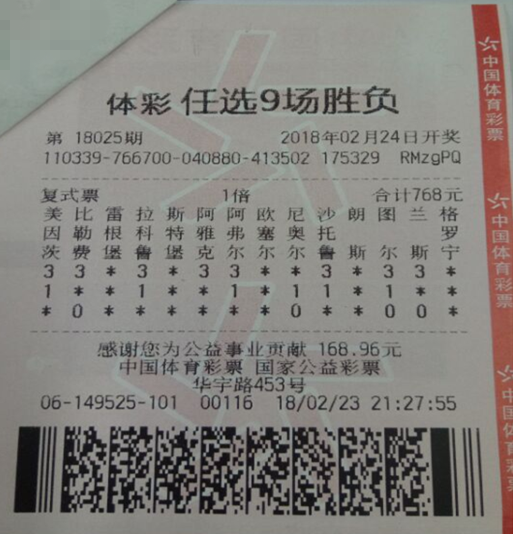 体彩 任选9场胜负
第 18025期 2018年02月24日开奖
110339-766700-040880-413502 175329 RMzgPQ
复式票 1倍 合计768元
美 比 雷 拉 斯 阿 阿 欧 尼 沙 朗 图 兰 格
因 勒 根 科 特 雅 弗 塞 奥 托 罗
茨 费 堡 鲁 堡 克 尔 尔 尔 鲁 斯 尔 斯 宁
3 3 * 3 * 3 3 * 3 3 * 3 3 *
1 * * 1 * * 1 * 1 1 * * * *
* 0 * * * * * * 0 * * 0 0 *
感谢您为公益事业贡献 168.96元
中国体育彩票 国家公益彩票
华宇路453号
06-149525-101 00116 18/02/23 21:27:55
中国体育彩票
中国体育彩票
中国体育彩